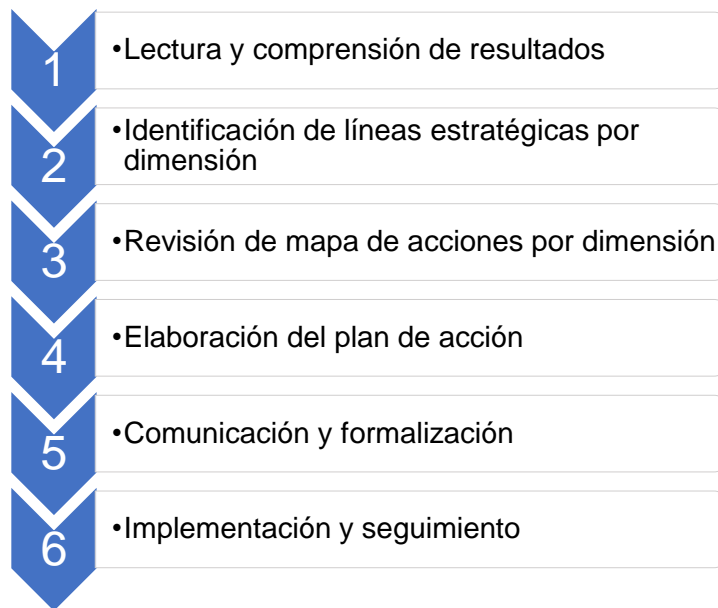 1
•Lectura y comprensión de resultados
2
•Identificación de líneas estratégicas por
dimensión
3
•Revisión de mapa de acciones por dimensión
4
•Elaboración del plan de acción
5
•Comunicación y formalización
6
•Implementación y seguimiento